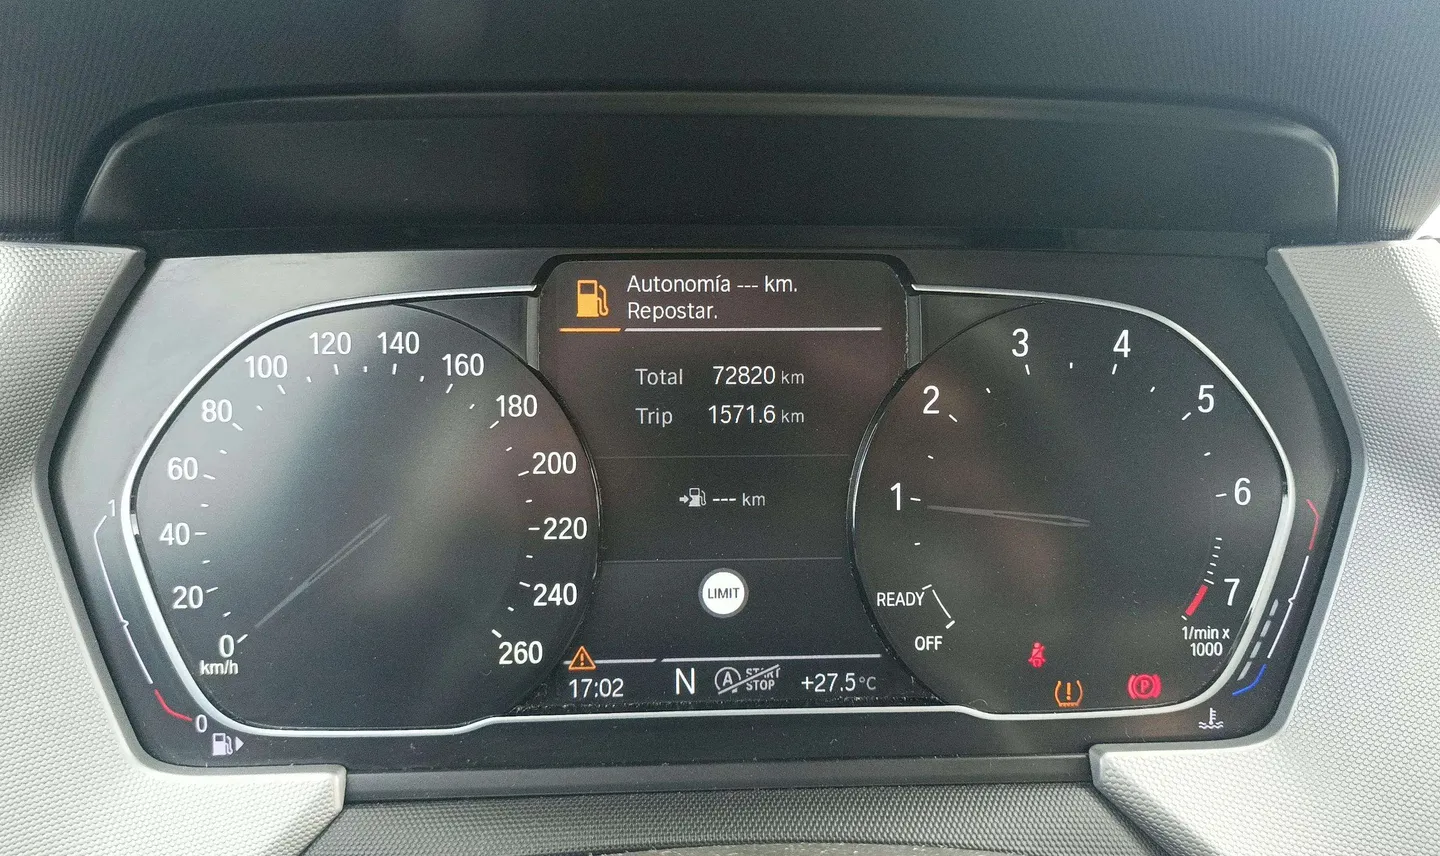 Autonomía --- km.
Repostar.
Total 72820 km
Trip 1571.6 km
--- km
LIMIT
17:02 N A START STOP +27.5°C
0 20 40 60 80 100 120 140 160 180 200 220 240 260
km/h
1
0
OFF
READY
1 2 3 4 5 6 7
1/min x
1000
P